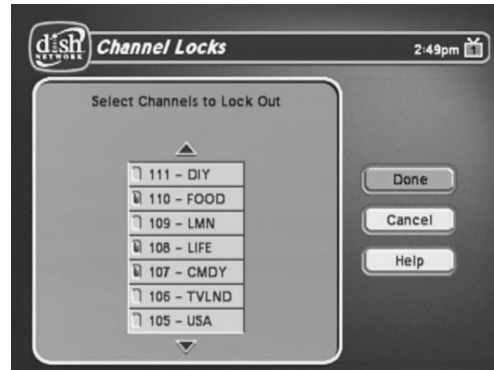 dish
NETWORK
Channel Locks
2:49pm 1
Select Channels to Lock Out
111 - DIY
110 - FOOD
109 - LMN
108 - LIFE
107 - CMDY
106 - TVLND
105 - USA
Done
Cancel
Help